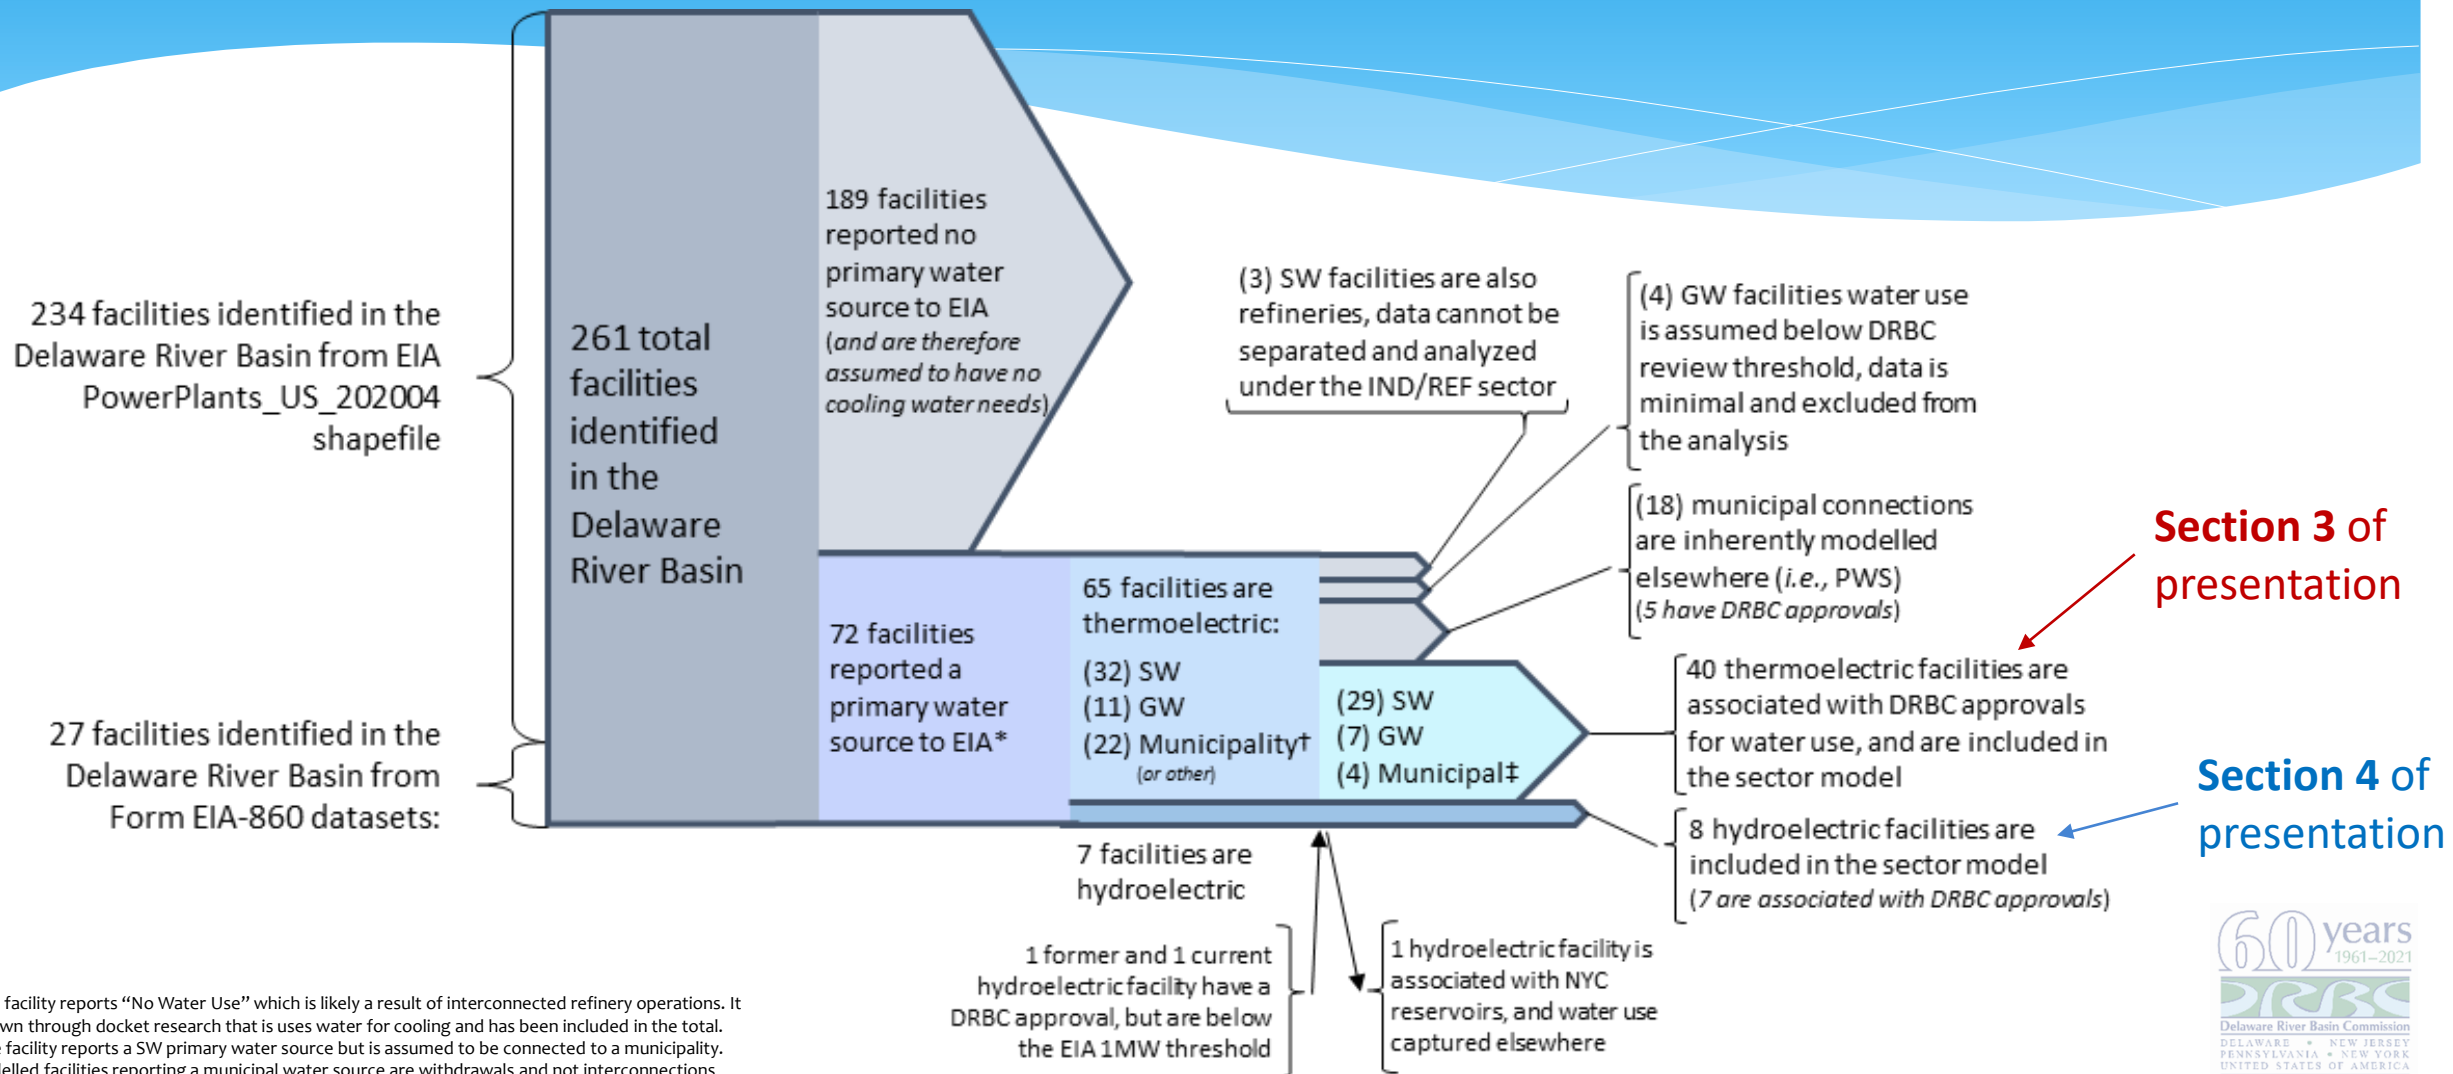 234 facilities identified in the
Delaware River Basin from EIA
PowerPlants_US_202004
shapefile
27 facilities identified in the
Delaware River Basin from
Form EIA-860 datasets:
261 total
facilities
identified
in the
Delaware
River Basin
189 facilities
reported no
primary water
source to EIA
(and are therefore
assumed to have no
cooling water needs)
72 facilities
reported a
primary water
source to EIA*
65 facilities are
thermoelectric:
(32) SW
(11) GW
(22) Municipality†
(or other)
7 facilities are
hydroelectric
(29) SW
(7) GW
(4) Municipal‡
(3) SW facilities are also
refineries, data cannot be
separated and analyzed
under the IND/REF sector
(4) GW facilities water use
is assumed below DRBC
review threshold, data is
minimal and excluded from
the analysis
(18) municipal connections
are inherently modelled
elsewhere (i.e., PWS)
(5 have DRBC approvals)
40 thermoelectric facilities are
associated with DRBC approvals
for water use, and are included in
the sector model
8 hydroelectric facilities are
included in the sector model
(7 are associated with DRBC approvals)
Section 3 of
presentation
Section 4 of
presentation
1 former and 1 current
hydroelectric facility have a
DRBC approval, but are below
the EIA 1MW threshold
1 hydroelectric facility is
associated with NYC
reservoirs, and water use
captured elsewhere
facility reports “No Water Use” which is likely a result of interconnected refinery operations. It
through docket research that is uses water for cooling and has been included in the total.
facility reports a SW primary water source but is assumed to be connected to a municipality.
facilities reporting a municipal water source are withdrawals and not interconnections
60 years
1961–2021
DRBC
Delaware River Basin Commission
DELAWARE • NEW JERSEY
PENNSYLVANIA • NEW YORK
UNITED STATES OF AMERICA